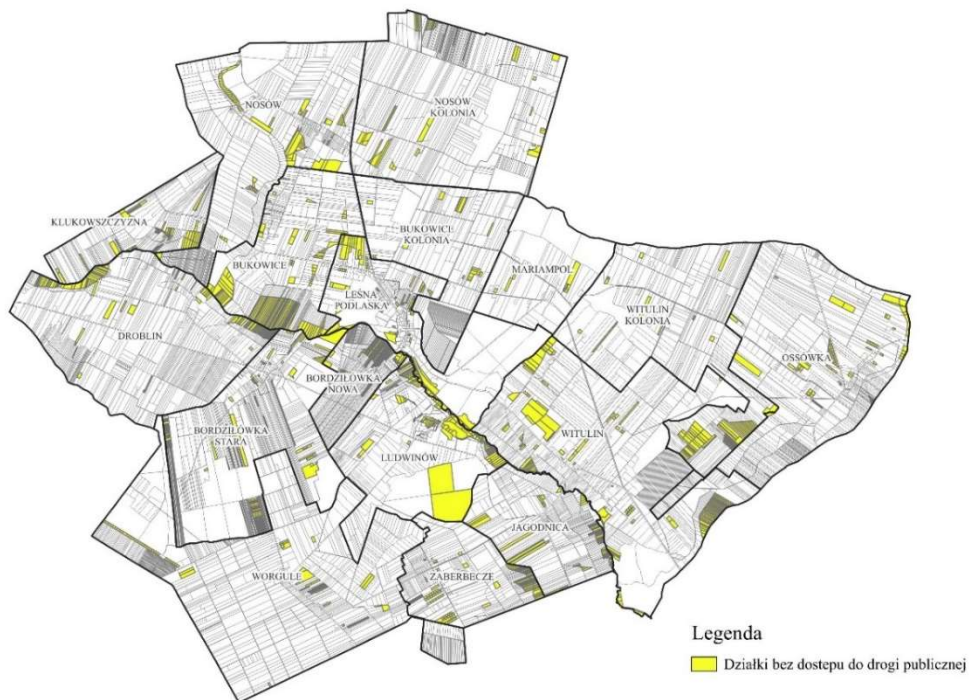 NOSÓW
NOSÓW
KOLONIA
KLUKOWSZCZYZNA
BUKOWICE
KOLONIA
BUKOWICE
MARIAMPOL
LEŚNA
PODLASKA
WITULIN
KOLONIA
DROBLIN
OSSÓWKA
BORDZIŁÓWKA
NOWA
BORDZIŁÓWKA
STARA
WITULIN
LUDWINÓW
JAGODNICA
WORGULE
ZABERBECZE
Legenda
Działki bez dostepu do drogi publicznej